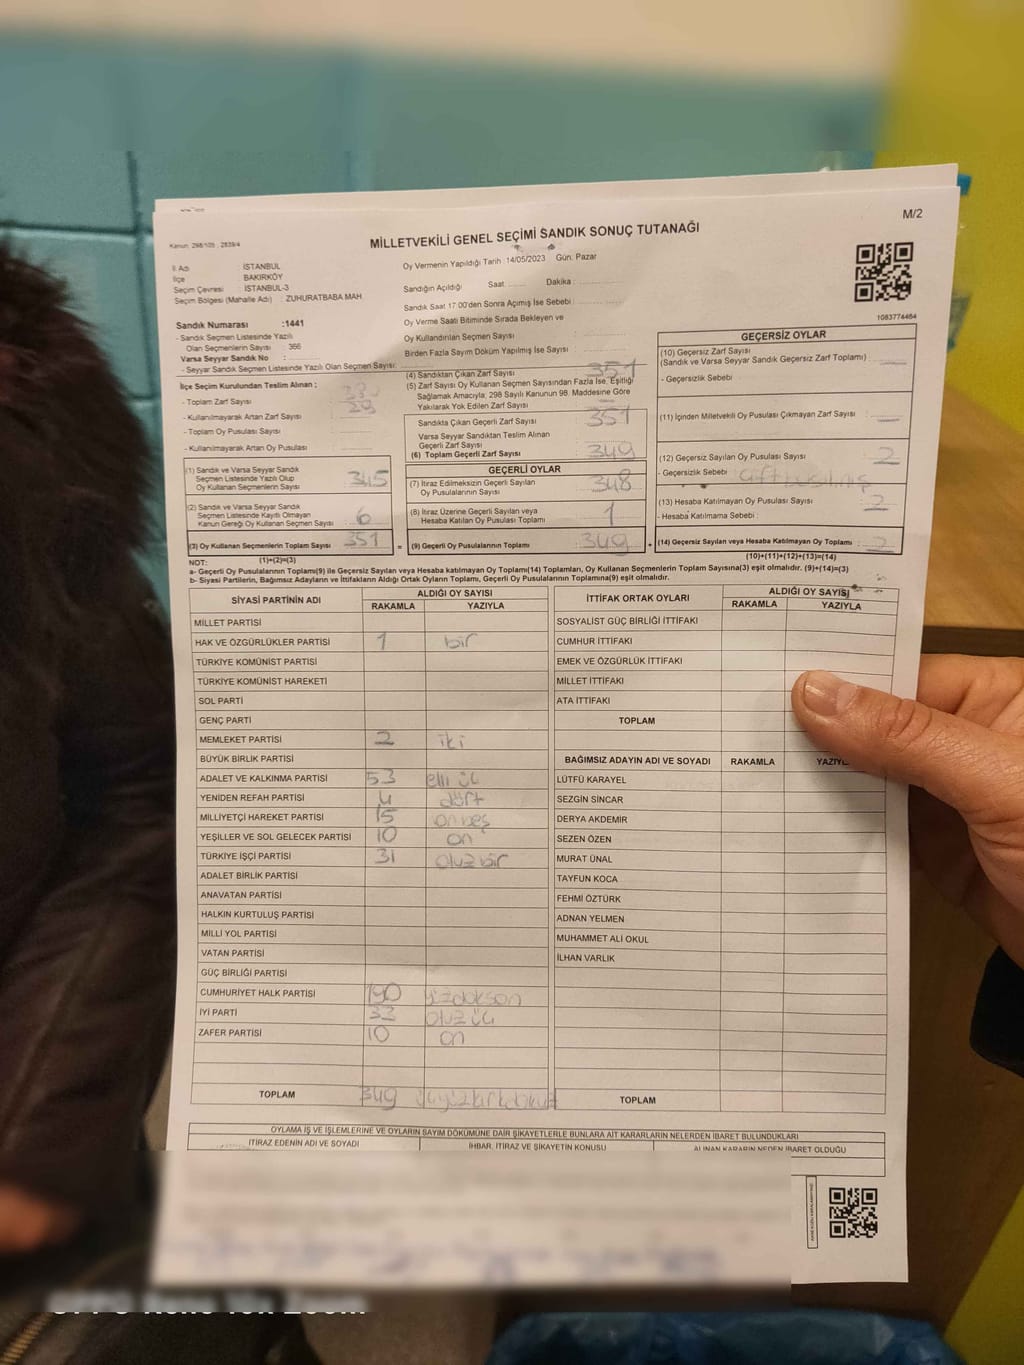 M/2
Kanun: 298/105 , 2839/4
MİLLETVEKİLİ GENEL SEÇİMİ SANDIK SONUÇ TUTANAĞI
İl Adı : İSTANBUL
İlçe : BAKIRKÖY
Seçim Çevresi : İSTANBUL-3
Seçim Bölgesi (Mahalle Adı) : ZUHURATBABA MAH.
Oy Vermenin Yapıldığı Tarih 14/05/2023 Gün: Pazar
Sandığın Açıldığı Saat ........ Dakika :
Sandık Saat 17:00'den Sonra Açımış İse Sebebi :
Oy Verme Saati Bitiminde Sırada Bekleyen ve
Oy Kullandırılan Seçmen Sayısı :
Birden Fazla Sayım Döküm Yapılmış İse Sayısı :
1083774464
Sandık Numarası :1441
- Sandık Seçmen Listesinde Yazılı
Olan Seçmenlerin Sayısı : 366
Varsa Seyyar Sandık No :
- Seyyar Sandık Seçmen Listesinde Yazılı Olan Seçmen Sayısı:
İlçe Seçim Kurulundan Teslim Alınan :
- Toplam Zarf Sayısı :
- Kullanılmayarak Artan Zarf Sayısı : 29
- Toplam Oy Pusulası Sayısı :
- Kullanılmayarak Artan Oy Pusulası :
(1) Sandık ve Varsa Seyyar Sandık
Seçmen Listesinde Yazılı Olup
Oy Kullanan Seçmenlerin Sayısı : 345
(2) Sandık ve Varsa Seyyar Sandık
Seçmen Listesinde Kayıtlı Olmayan
Kanun Gereği Oy Kullanan Seçmen Sayısı : 6
(3) Oy Kullanan Seçmenlerin Toplam Sayısı : 351
(4) Sandıktan Çıkan Zarf Sayısı : 351
(5) Zarf Sayısı Oy Kullanan Seçmen Sayısından Fazla İse, Eşitliği
Sağlamak Amacıyla; 298 Sayılı Kanunun 98. Maddesine Göre
Yakılarak Yok Edilen Zarf Sayısı :
Sandıkta Çıkan Geçerli Zarf Sayısı : 351
Varsa Seyyar Sandıktan Teslim Alınan
Geçerli Zarf Sayısı :
(6) Toplam Geçerli Zarf Sayısı : 349
GEÇERLİ OYLAR
(7) İtiraz Edilmeksizin Geçerli Sayılan
Oy Pusulalarının Sayısı : 348
(8) İtiraz Üzerine Geçerli Sayılan veya
Hesaba Katılan Oy Pusulası Toplamı : 1
= (9) Geçerli Oy Pusulalarının Toplamı : 349 +
GEÇERSİZ OYLAR
(10) Geçersiz Zarf Sayısı
(Sandık ve Varsa Seyyar Sandık Geçersiz Zarf Toplamı) : —
- Geçersizlik Sebebi :
(11) İçinden Milletvekili Oy Pusulası Çıkmayan Zarf Sayısı : —
(12) Geçersiz Sayılan Oy Pusulası Sayısı : 2
- Geçersizlik Sebebi : çift basılmış
(13) Hesaba Katılmayan Oy Pusulası Sayısı : 2
- Hesaba Katılmama Sebebi :
(14) Geçersiz Sayılan veya Hesaba Katılmayan Oy Toplamı : 2
NOT: (1)+(2)=(3) (10)+(11)+(12)+(13)=(14)
a- Geçerli Oy Pusulalarının Toplamı(9) ile Geçersiz Sayılan veya Hesaba katılmayan Oy Toplamı(14) Toplamları, Oy Kullanan Seçmenlerin Toplam Sayısına(3) eşit olmalıdır. (9)+(14)=(3)
b- Siyasi Partilerin, Bağımsız Adayların ve İttifakların Aldığı Ortak Oyların Toplamı, Geçerli Oy Pusulalarının Toplamına(9) eşit olmalıdır.
SİYASİ PARTİNİN ADI ALDIĞI OY SAYISI
RAKAMLA YAZIYLA
MİLLET PARTİSİ
HAK VE ÖZGÜRLÜKLER PARTİSİ 1 bir
TÜRKİYE KOMÜNİST PARTİSİ
TÜRKİYE KOMÜNİST HAREKETİ
SOL PARTİ
GENÇ PARTİ
MEMLEKET PARTİSİ 2 iki
BÜYÜK BİRLİK PARTİSİ
ADALET VE KALKINMA PARTİSİ 53 elli üç
YENİDEN REFAH PARTİSİ 4 dört
MİLLİYETÇİ HAREKET PARTİSİ 15 onbeş
YEŞİLLER VE SOL GELECEK PARTİSİ 10 on
TÜRKİYE İŞÇİ PARTİSİ 31 otuz bir
ADALET BİRLİK PARTİSİ
ANAVATAN PARTİSİ
HALKIN KURTULUŞ PARTİSİ
MİLLİ YOL PARTİSİ
VATAN PARTİSİ
GÜÇ BİRLİĞİ PARTİSİ
CUMHURİYET HALK PARTİSİ 190 yüzdoksan
İYİ PARTİ 33 otuz üç
ZAFER PARTİSİ 10 on
TOPLAM 349
İTTİFAK ORTAK OYLARI ALDIĞI OY SAYISI
RAKAMLA YAZIYLA
SOSYALİST GÜÇ BİRLİĞİ İTTİFAKI
CUMHUR İTTİFAKI
EMEK VE ÖZGÜRLÜK İTTİFAKI
MİLLET İTTİFAKI
ATA İTTİFAKI
TOPLAM
BAĞIMSIZ ADAYIN ADI VE SOYADI RAKAMLA YAZIYL
LÜTFÜ KARAYEL
SEZGİN SİNCAR
DERYA AKDEMİR
SEZEN ÖZEN
MURAT ÜNAL
TAYFUN KOCA
FEHMİ ÖZTÜRK
ADNAN YELMEN
MUHAMMET ALİ OKUL
İLHAN VARLIK
TOPLAM
OYLAMA İŞ VE İŞLEMLERİNE VE OYLARIN SAYIM DÖKÜMÜNE DAİR ŞİKAYETLERLE BUNLARA AİT KARARLARIN NELERDEN İBARET BULUNDUKLARI
İTİRAZ EDENİN ADI VE SOYADI İHBAR, İTİRAZ VE ŞİKAYETİN KONUSU ALINAN KARARIN NEDEN İBARET OLDUĞU